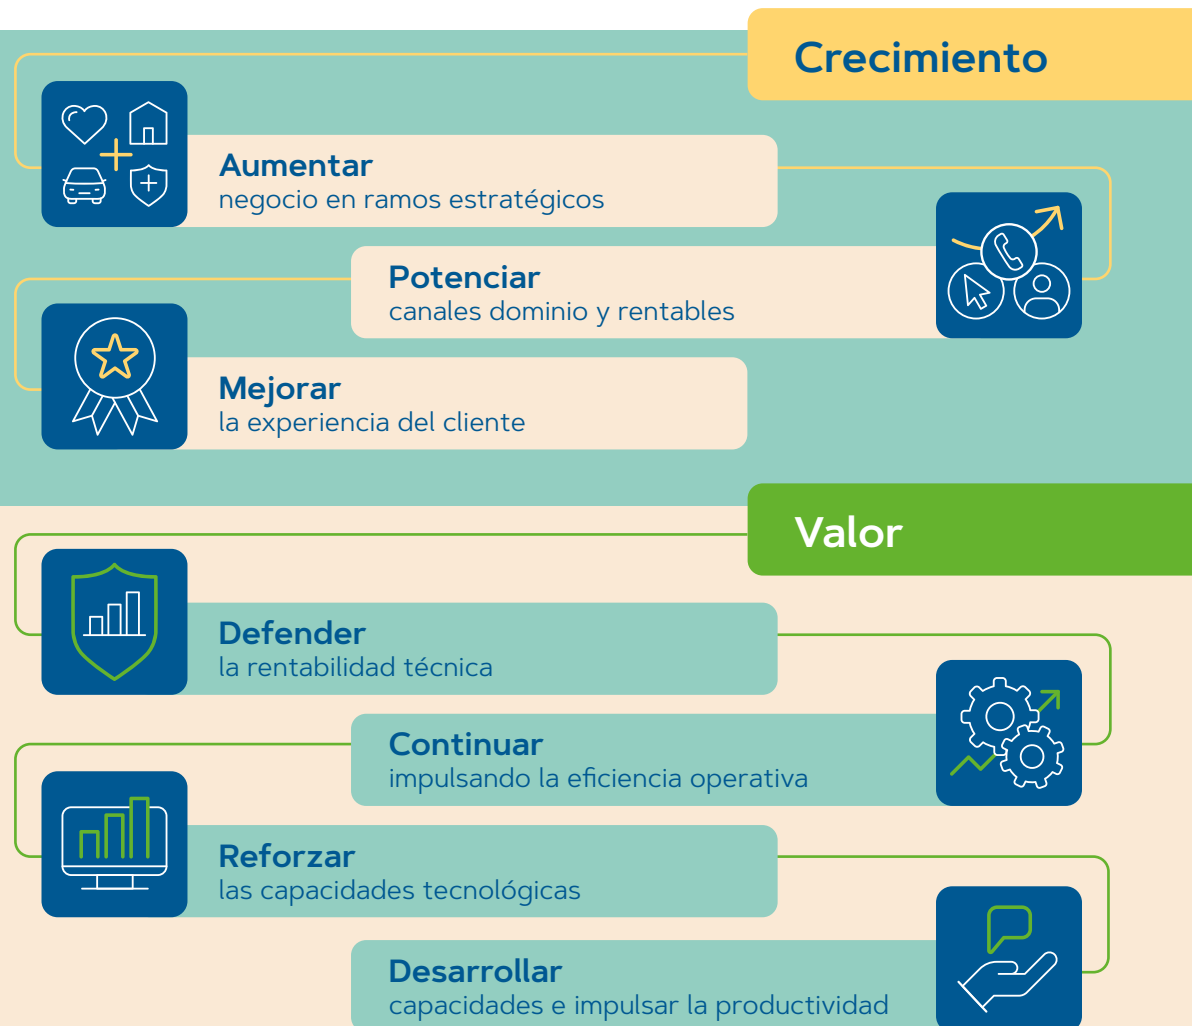 Crecimiento
Aumentar
negocio en ramos estratégicos
Potenciar
canales dominio y rentables
Mejorar
la experiencia del cliente
Valor
Defender
la rentabilidad técnica
Continuar
impulsando la eficiencia operativa
Reforzar
las capacidades tecnológicas
Desarrollar
capacidades e impulsar la productividad